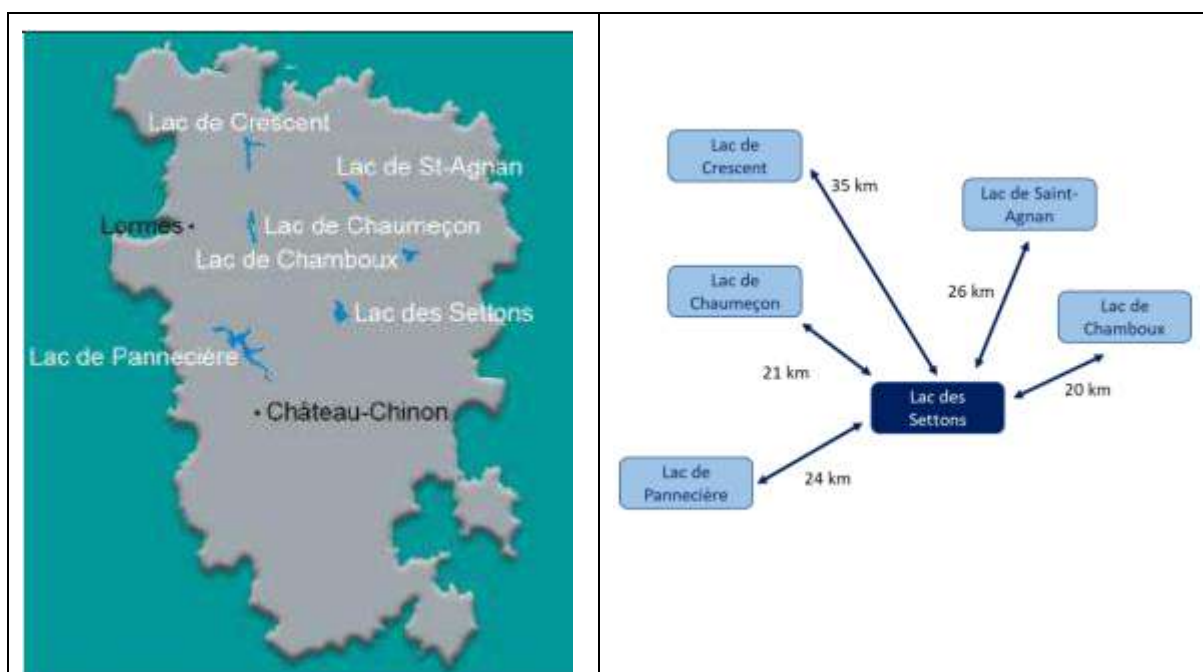 Lac de Crescent
Lac de St-Agnan
Lormes
Lac de Chaumeçon
Lac de Chamboux
Lac des Settons
Lac de Pannecière
Château-Chinon
Lac de
Crescent
35 km
Lac de Saint-
Agnan
Lac de
Chaumeçon
26 km
Lac de
Chamboux
21 km
20 km
Lac des
Settons
Lac de
Pannecière
24 km